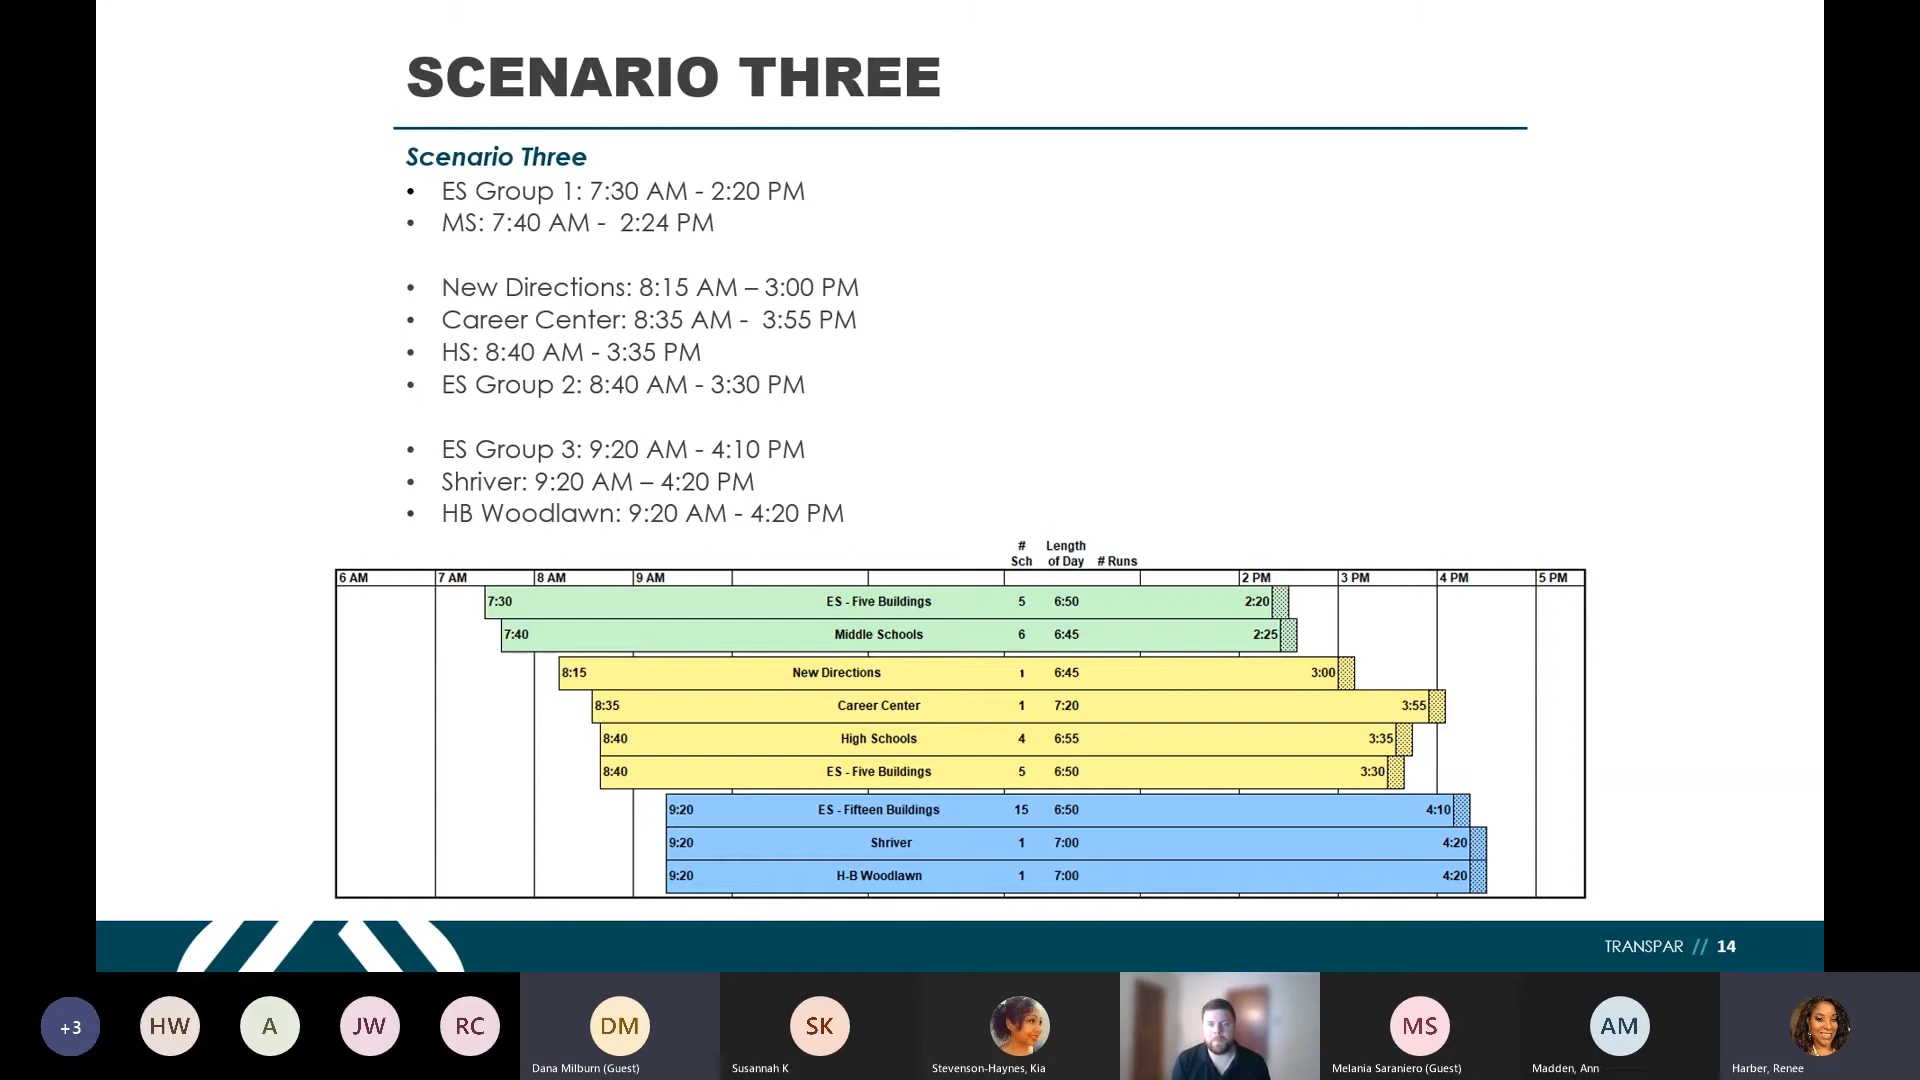 SCENARIO THREE
Scenario Three
• ES Group 1: 7:30 AM - 2:20 PM
• MS: 7:40 AM - 2:24 PM
• New Directions: 8:15 AM – 3:00 PM
• Career Center: 8:35 AM - 3:55 PM
• HS: 8:40 AM - 3:35 PM
• ES Group 2: 8:40 AM - 3:30 PM
• ES Group 3: 9:20 AM - 4:10 PM
• Shriver: 9:20 AM – 4:20 PM
• HB Woodlawn: 9:20 AM - 4:20 PM
# Length
Sch of Day # Runs
6 AM 7 AM 8 AM 9 AM 2 PM 3 PM 4 PM 5 PM
7:30 ES - Five Buildings 5 6:50 2:20
7:40 Middle Schools 6 6:45 2:25
8:15 New Directions 1 6:45 3:00
8:35 Career Center 1 7:20 3:55
8:40 High Schools 4 6:55 3:35
8:40 ES - Five Buildings 5 6:50 3:30
9:20 ES - Fifteen Buildings 15 6:50 4:10
9:20 Shriver 1 7:00 4:20
9:20 H-B Woodlawn 1 7:00 4:20
TRANSPAR // 14
+3 HW A JW RC DM SK MS AM
Dana Milburn (Guest) Susannah K Stevenson-Haynes, Kia Melania Saraniero (Guest) Madden, Ann Harber, Renee